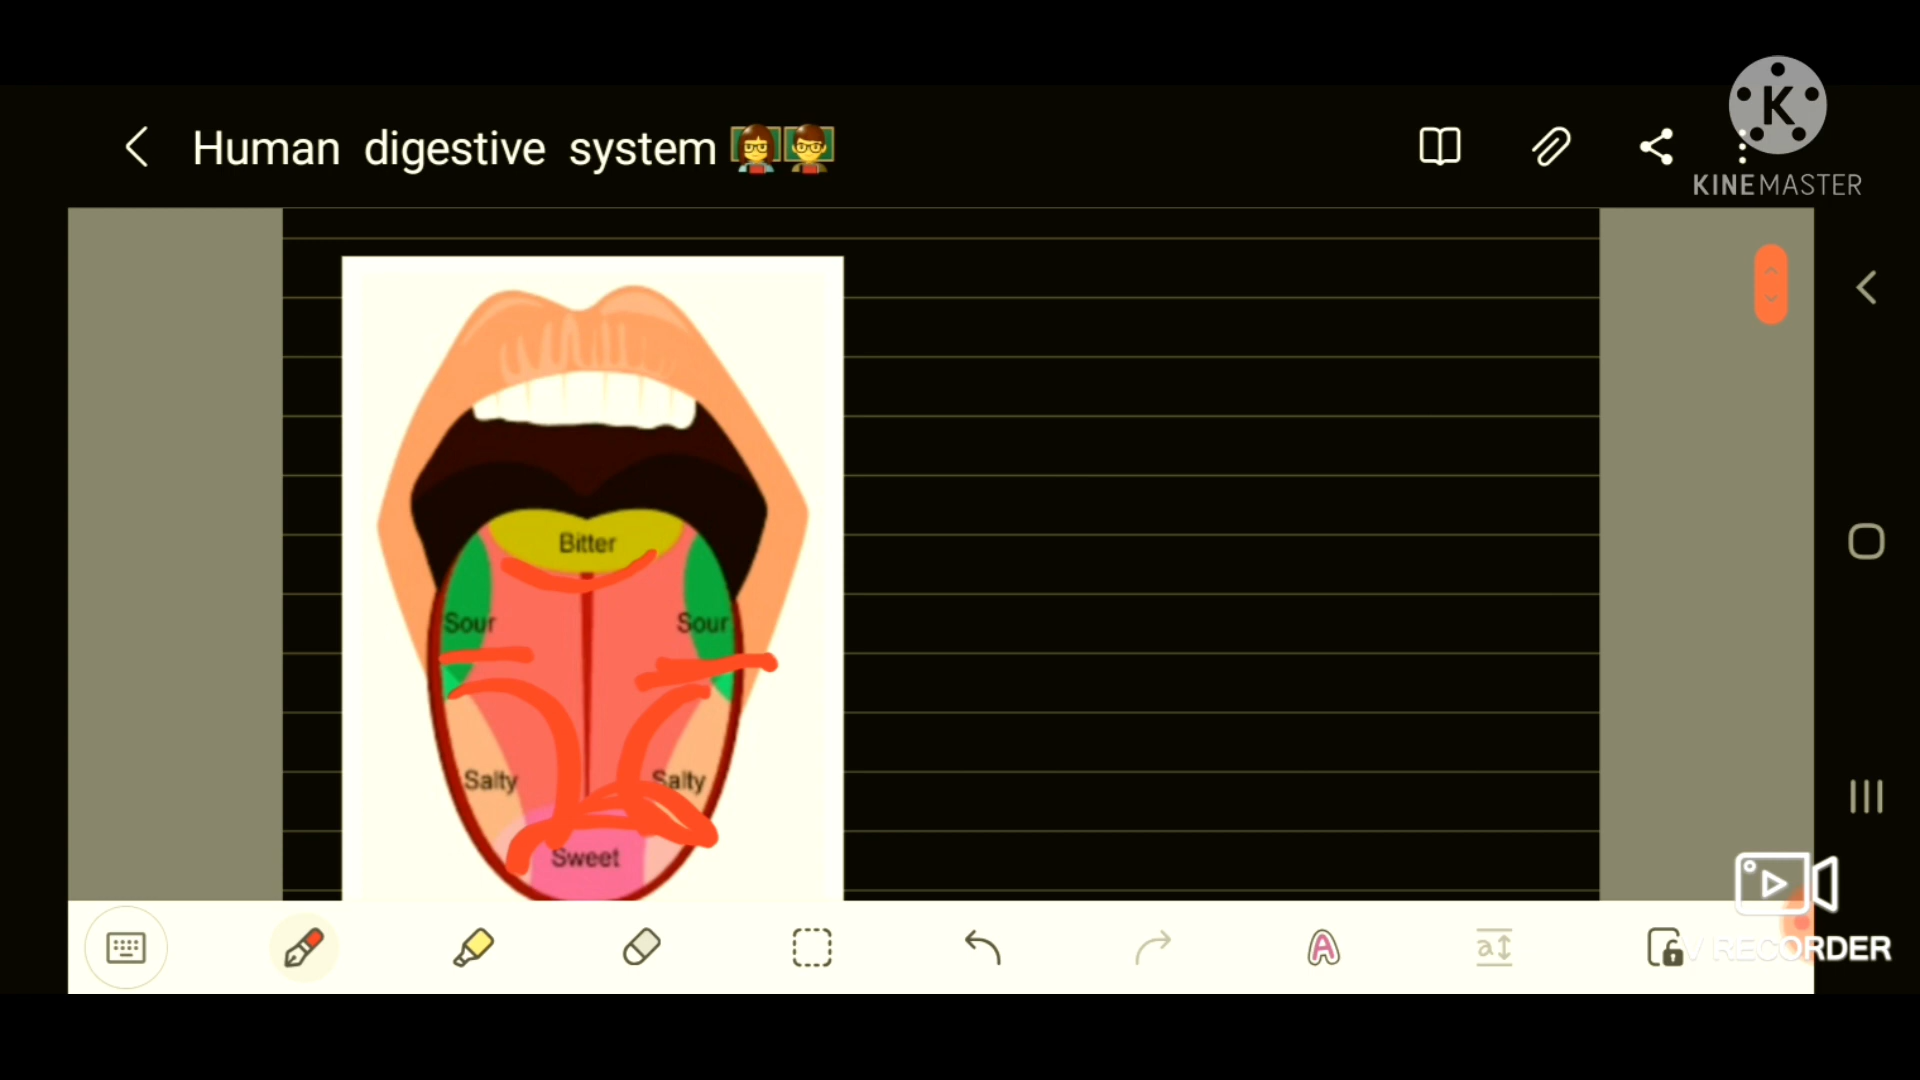 Human digestive system
K
KINEMASTER
Bitter
Sour Sour
Salty Salty
Sweet
A
a
V RECORDER